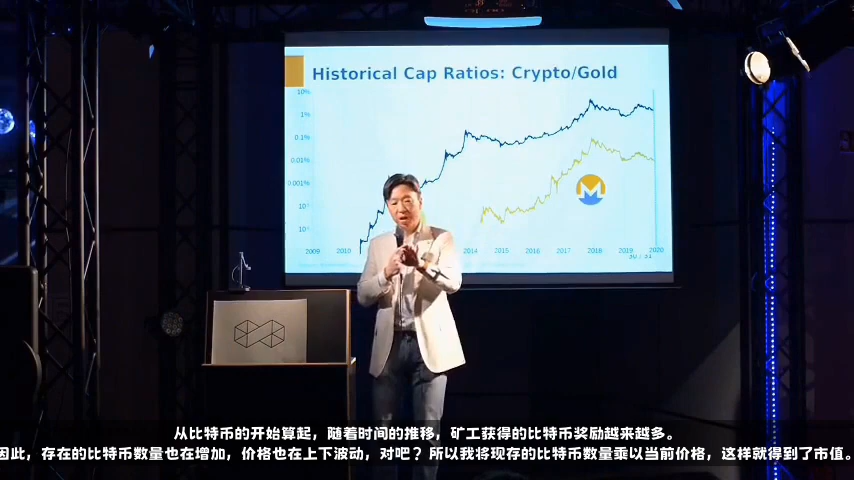 Historical Cap Ratios: Crypto/Gold
10%
1%
0.1%
0.01%
0.001%
2009 2010 2014 2015 2016 2017 2018 2019 2020
从比特币的开始算起，随着时间的推移，矿工获得的比特币奖励越来越多。
因此，存在的比特币数量也在增加，价格也在上下波动，对吧？所以我将现存的比特币数量乘以当前价格，这样就得到了市值。